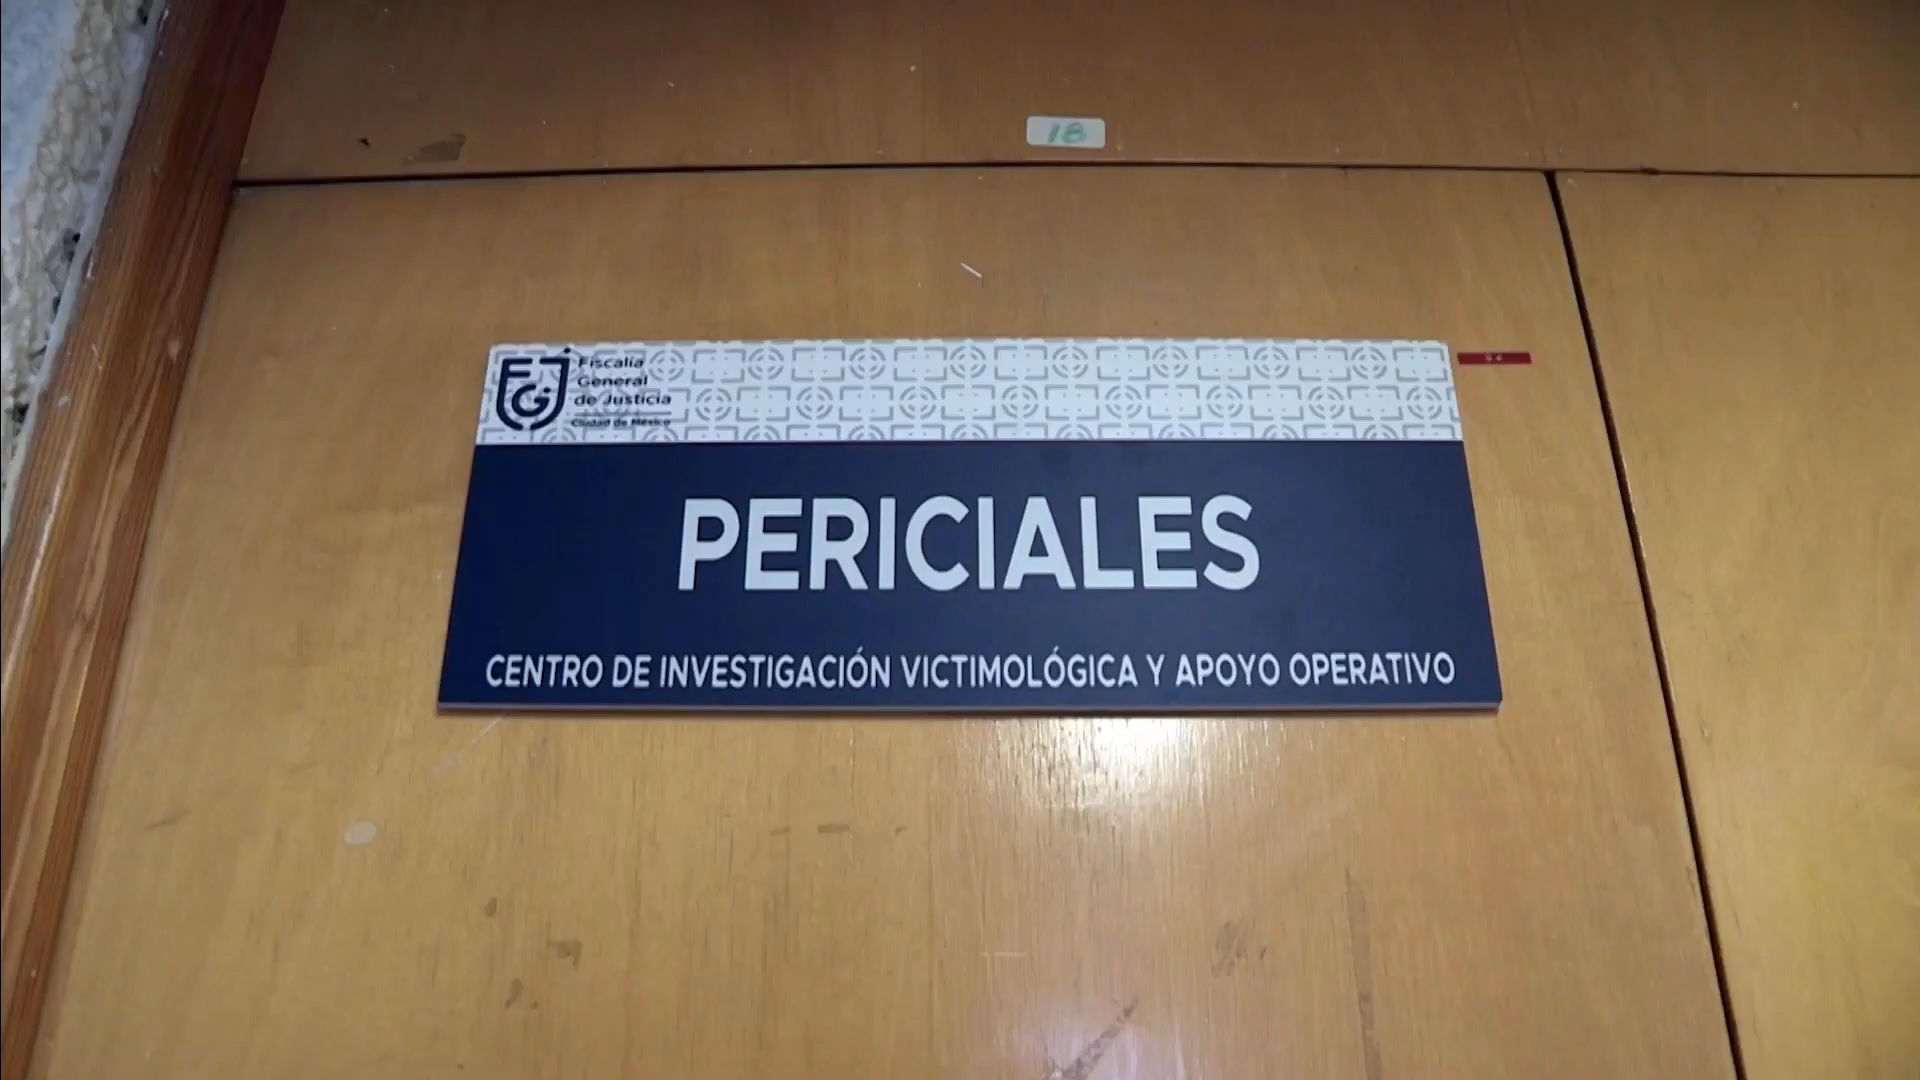 18
Fiscalía
General
de Justicia
Ciudad de México
PERICIALES
CENTRO DE INVESTIGACIÓN VICTIMOLÓGICA Y APOYO OPERATIVO